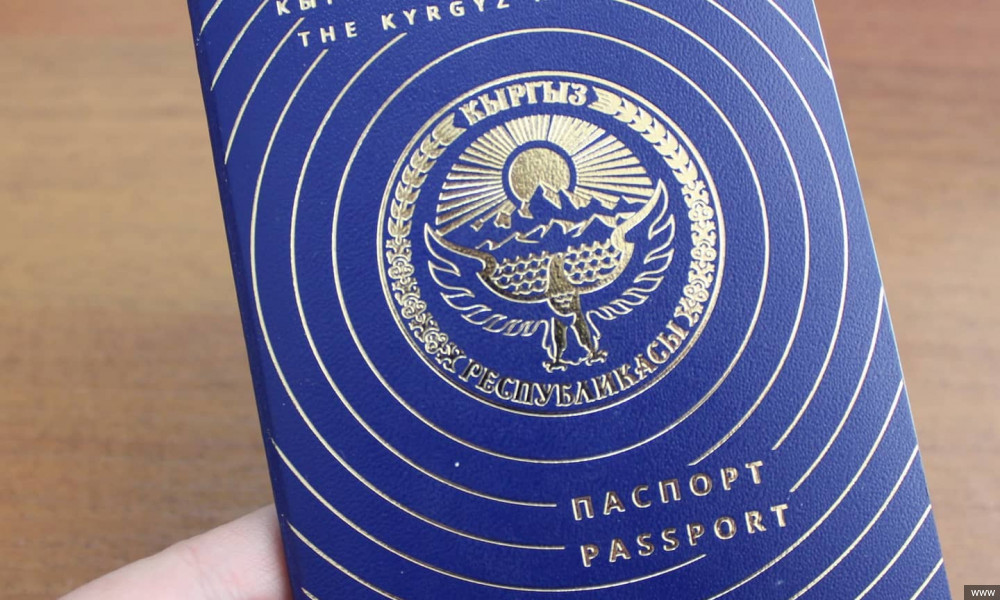 THE KYRGYZ
КЫРГЫЗ
РЕСПУБЛИКАСЫ
ПАСПОРТ
PASSPORT
www